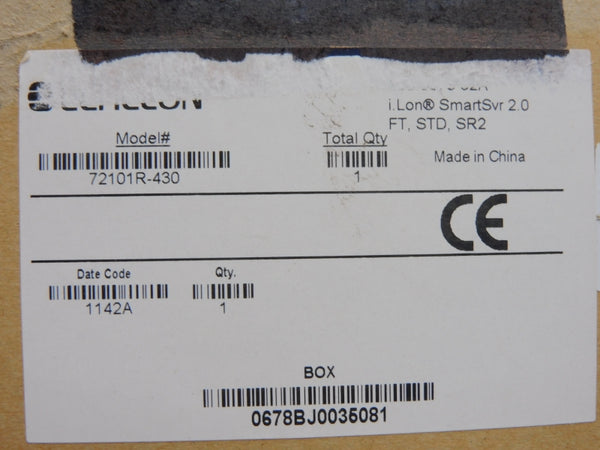 ECHELON
i.Lon® SmartSvr 2.0
FT, STD, SR2
Model#
Total Qty
Made in China
72101R-430
1
CE
Date Code
Qty.
1142A
1
BOX
0678BJ0035081